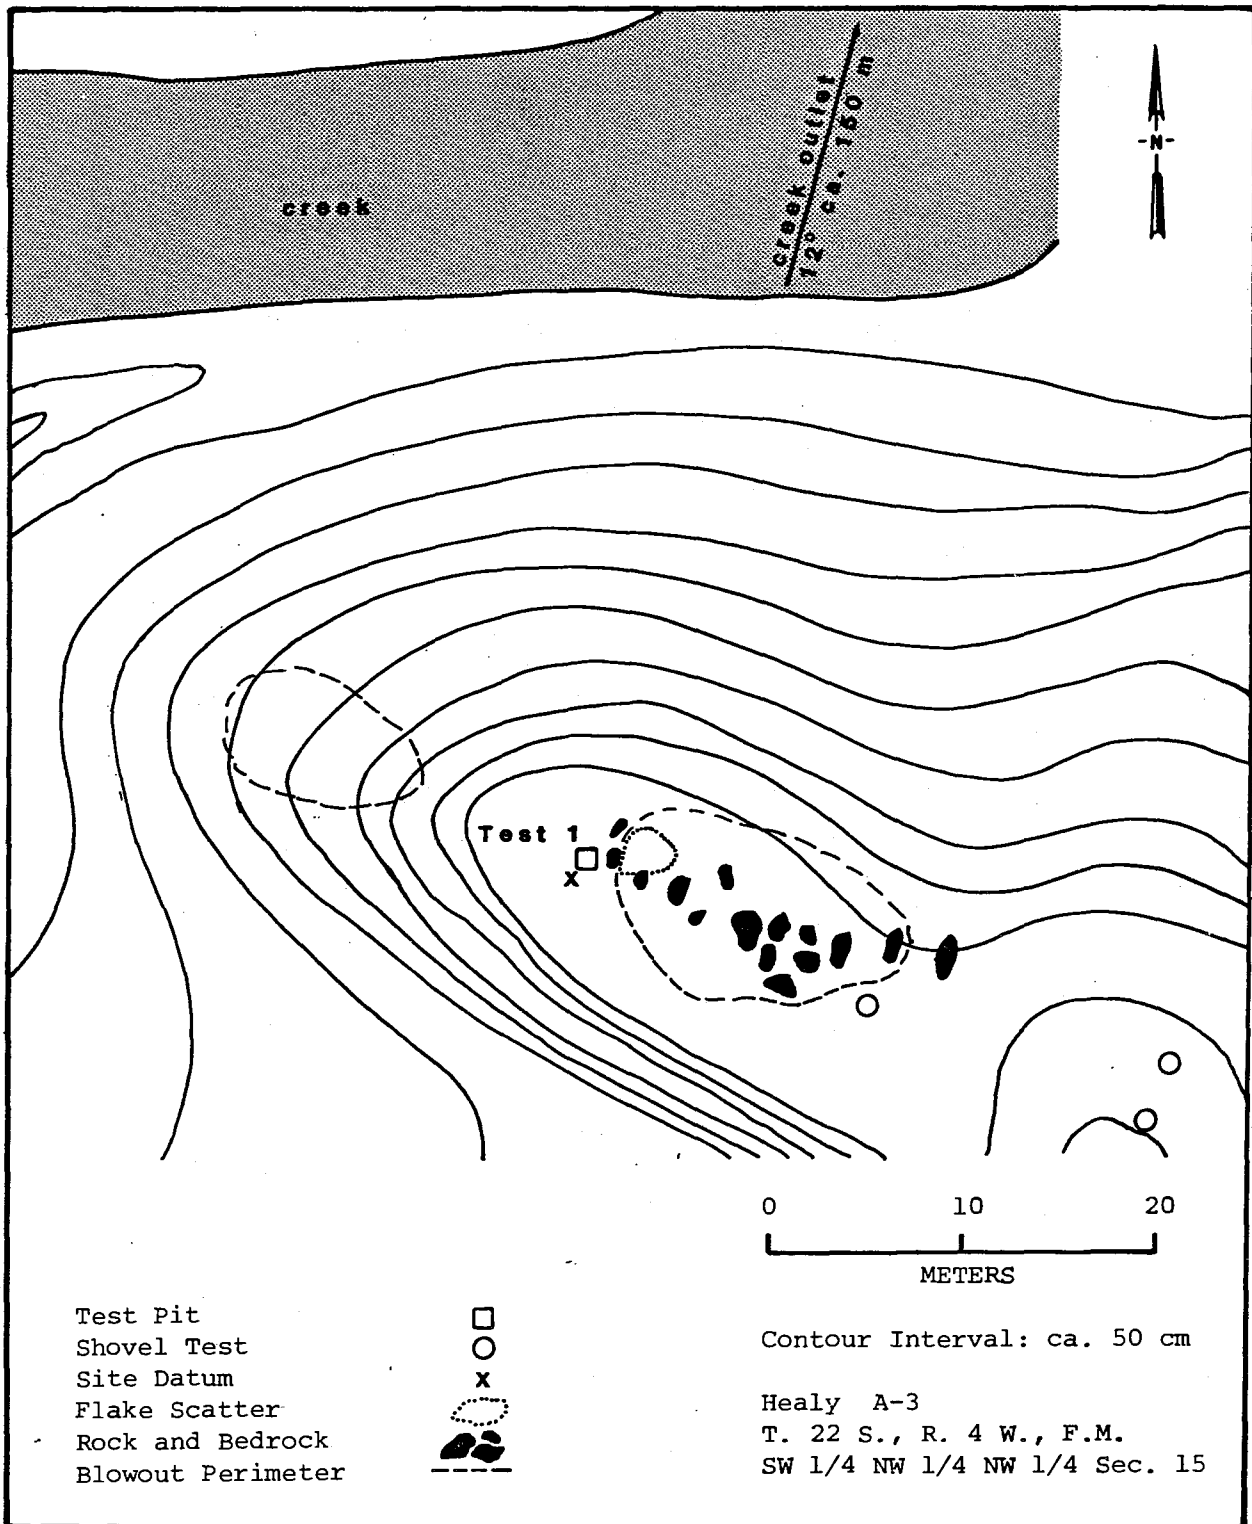 creek outlet
12° ca. 150 m
-N-
creek
Test 1
X
0 10 20
METERS
Test Pit
Shovel Test
Site Datum x
Flake Scatter
Rock and Bedrock
Blowout Perimeter
Contour Interval: ca. 50 cm
Healy A-3
T. 22 S., R. 4 W., F.M.
SW 1/4 NW 1/4 NW 1/4 Sec. 15